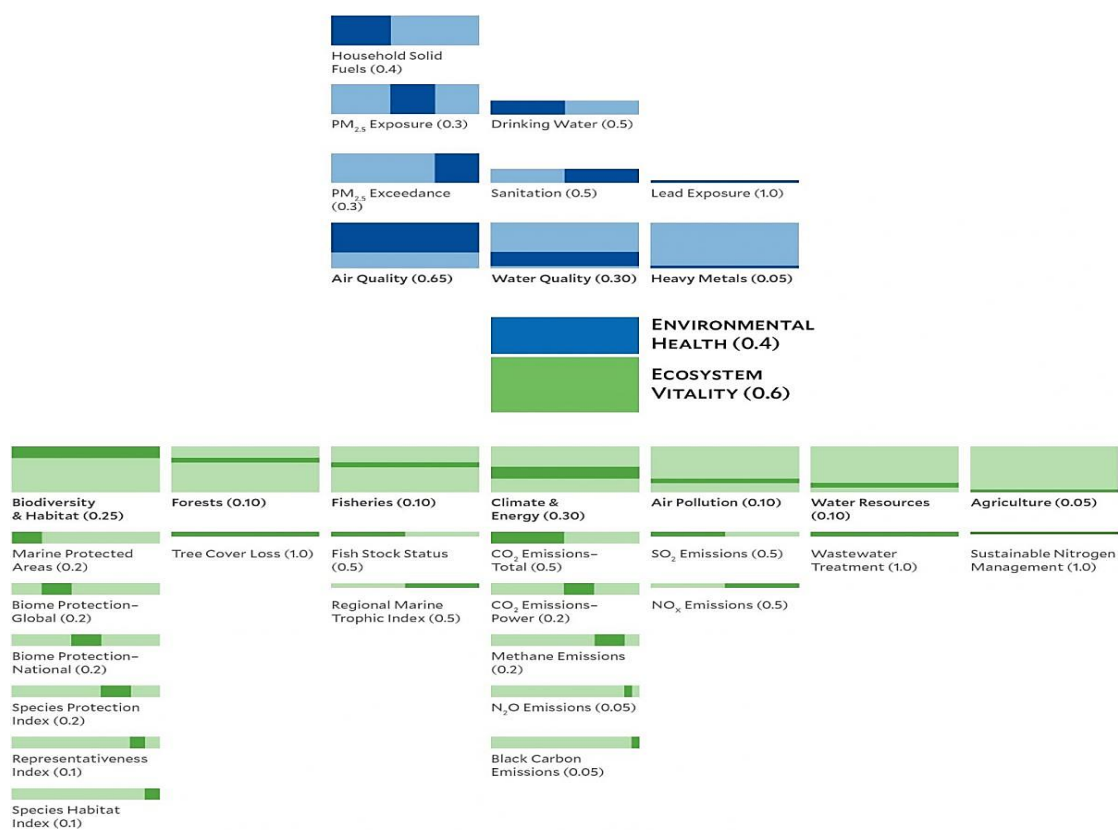 Household Solid
Fuels (0.4)
PM2.5 Exposure (0.3)
Drinking Water (0.5)
PM2.5 Exceedance
(0.3)
Sanitation (0.5)
Lead Exposure (1.0)
Air Quality (0.65)
Water Quality (0.30)
Heavy Metals (0.05)
ENVIRONMENTAL
HEALTH (0.4)
ECOSYSTEM
VITALITY (0.6)
Biodiversity
& Habitat (0.25)
Forests (0.10)
Fisheries (0.10)
Climate &
Energy (0.30)
Air Pollution (0.10)
Water Resources
(0.10)
Agriculture (0.05)
Marine Protected
Areas (0.2)
Tree Cover Loss (1.0)
Fish Stock Status
(0.5)
CO2 Emissions–
Total (0.5)
SO2 Emissions (0.5)
Wastewater
Treatment (1.0)
Sustainable Nitrogen
Management (1.0)
Biome Protection–
Global (0.2)
Regional Marine
Trophic Index (0.5)
CO2 Emissions–
Power (0.2)
NOX Emissions (0.5)
Biome Protection–
National (0.2)
Methane Emissions
(0.2)
Species Protection
Index (0.2)
N2O Emissions (0.05)
Representativeness
Index (0.1)
Black Carbon
Emissions (0.05)
Species Habitat
Index (0.1)